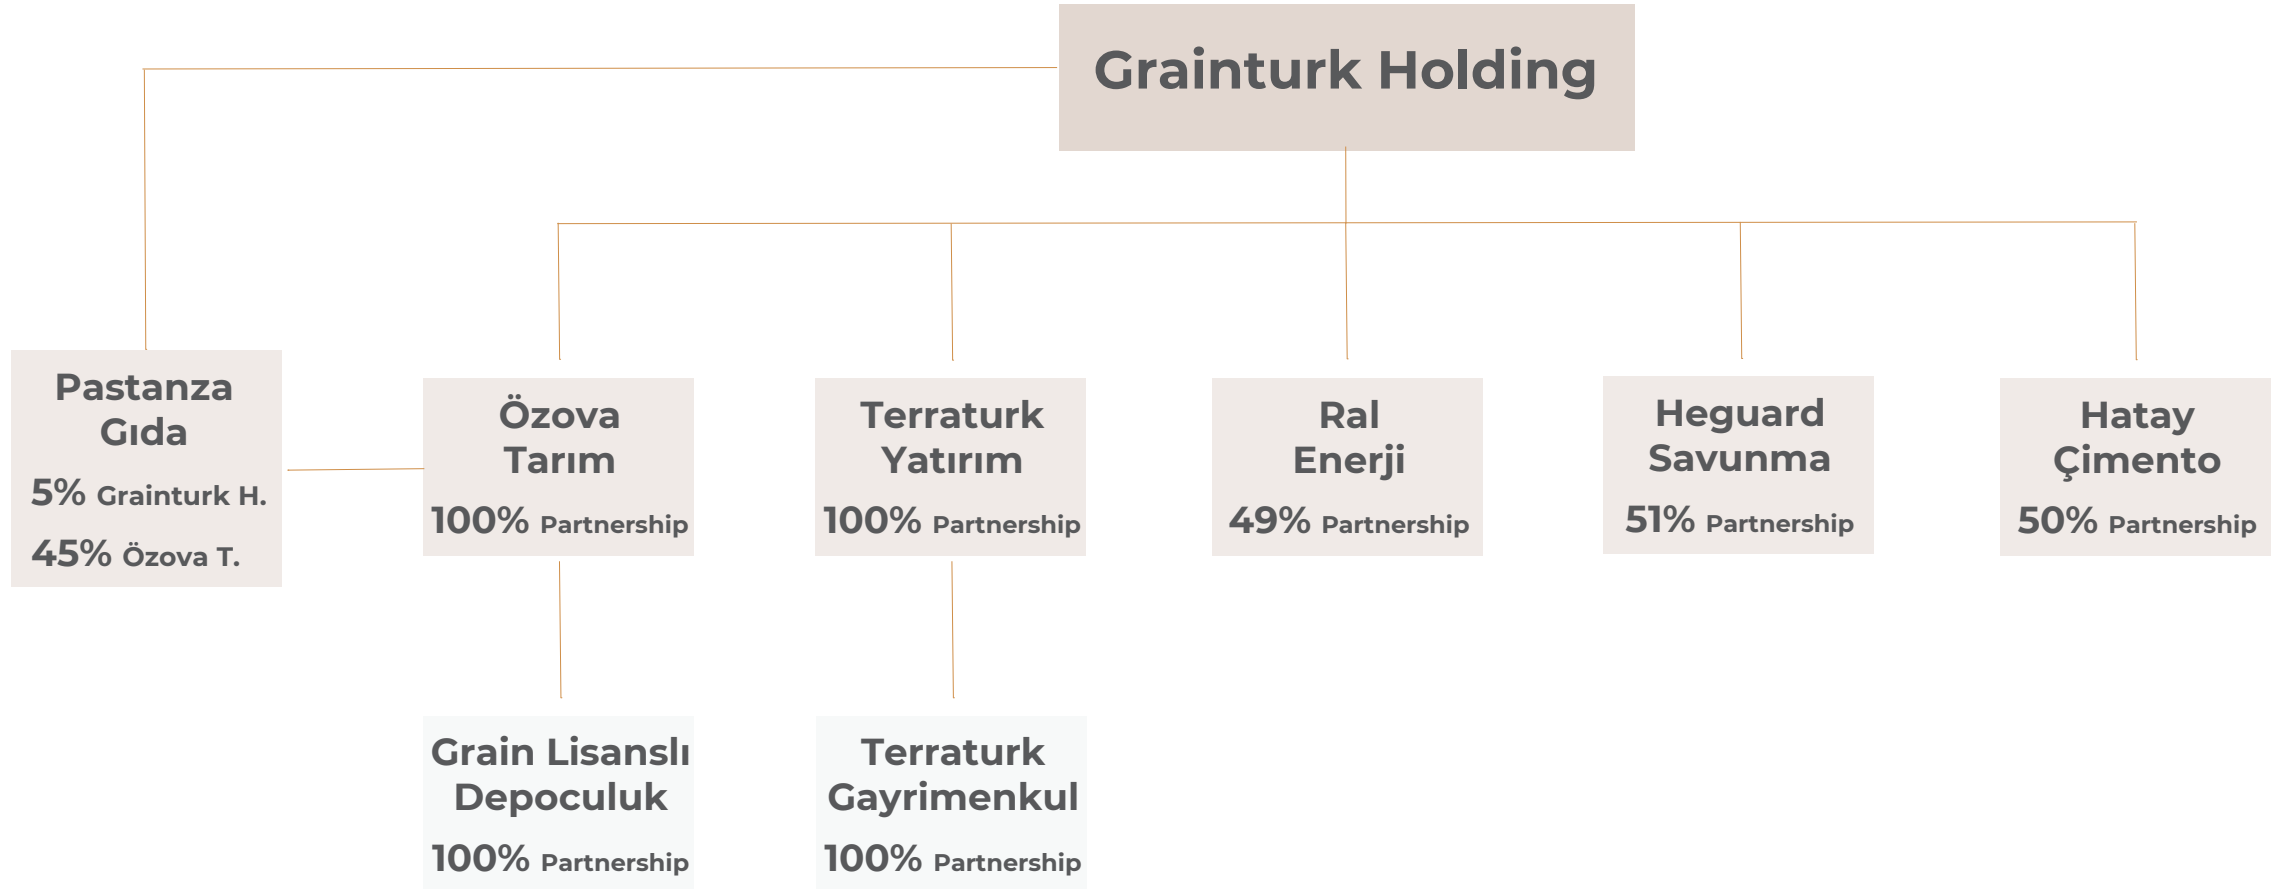 Grainturk Holding
Pastanza
Gıda
5% Grainturk H.
45% Özova T.
Özova
Tarım
100% Partnership
Terraturk
Yatırım
100% Partnership
Ral
Enerji
49% Partnership
Heguard
Savunma
51% Partnership
Hatay
Çimento
50% Partnership
Grain Lisanslı
Depoculuk
100% Partnership
Terraturk
Gayrimenkul
100% Partnership